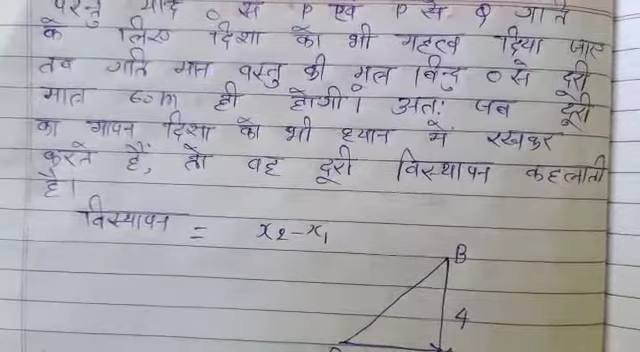 परन्तु यदि O से P एवं P से Q जाने
के लिए दिशा को भी महत्व दिया जाए
तब गति मान वस्तु की मूल बिन्दु O से दूरी
मात्र 60m ही होगी। अतः जब दूरी
का मापन दिशा को भी ध्यान में रखकर
करते हैं, तो वह दूरी विस्थापन कहलाती
है।
विस्थापन = x2-x1
B
4